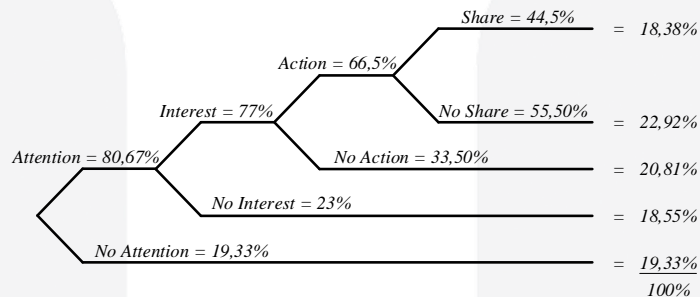 Share = 44,5%
= 18,38%
Action = 66,5%
Interest = 77%
No Share = 55,50%
= 22,92%
Attention = 80,67%
No Action = 33,50%
= 20,81%
No Interest = 23%
= 18,55%
No Attention = 19,33%
= 19,33%
100%